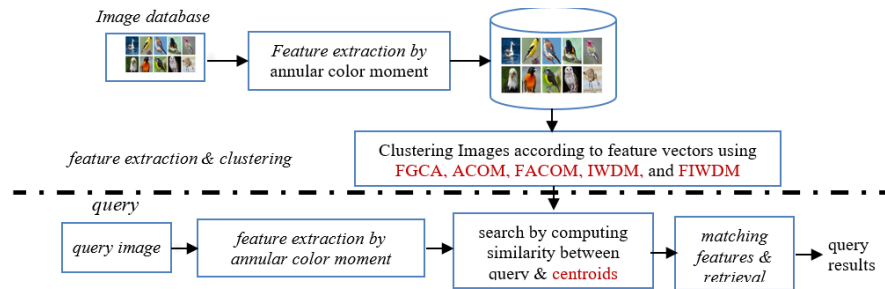 Image database
Feature extraction by
annular color moment
Clustering Images according to feature vectors using
FGCA, ACOM, FACOM, IWDM, and FIWDM
feature extraction & clustering
query
query image
feature extraction by
annular color moment
search by computing
similarity between
query & centroids
matching
features &
retrieval
query
results